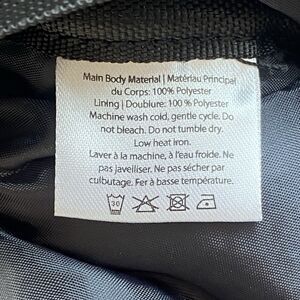 Main Body Material | Matériau Principal
du Corps: 100% Polyester
Lining | Doublure: 100 % Polyester
Machine wash cold, gentle cycle. Do
not bleach. Do not tumble dry.
Low heat iron.
Laver à la machine, à l'eau froide. Ne
pas javeliser. Ne pas sécher par
culbutage. Fer à basse température.
30